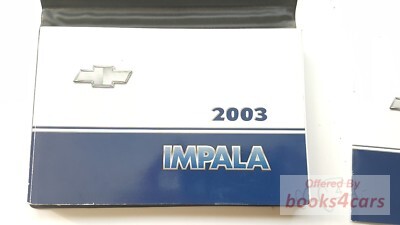 2003
IMPALA
Offered By
books4cars